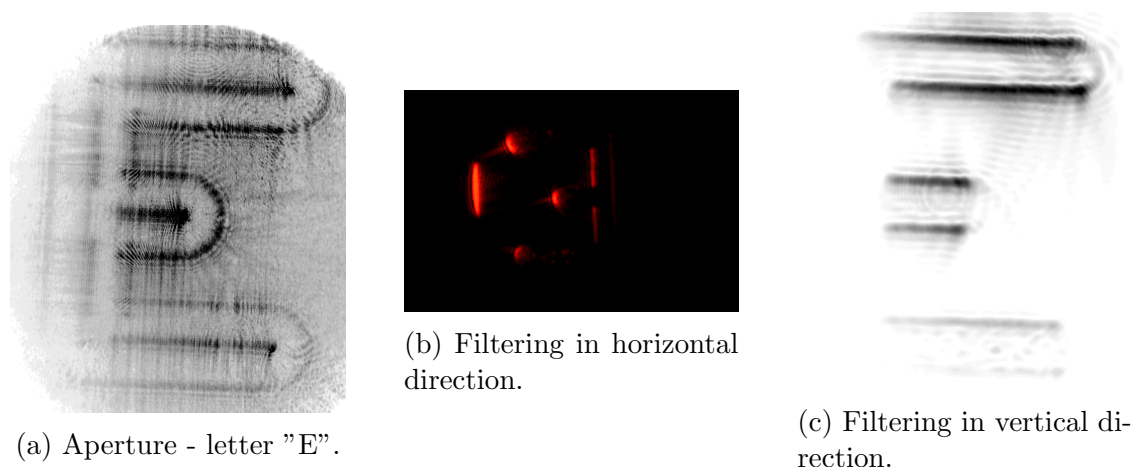 (a) Aperture - letter ”E”.
(b) Filtering in horizontal
direction.
(c) Filtering in vertical di-
rection.